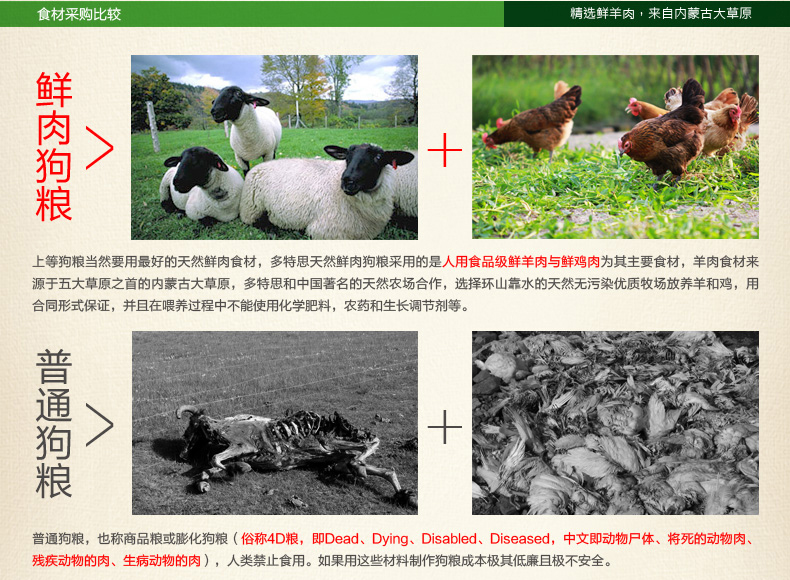 食材采购比较
精选鲜羊肉，来自内蒙古大草原
鲜肉狗粮
上等狗粮当然要用最好的天然鲜肉食材，多特思天然鲜肉狗粮采用的是人用食品级鲜羊肉与鲜鸡肉为其主要食材，羊肉食材来
源于五大草原之首的内蒙古大草原，多特思和中国著名的天然农场合作，选择环山靠水的天然无污染优质牧场放养羊和鸡，用
合同形式保证，并且在喂养过程中不能使用化学肥料，农药和生长调节剂等。
普通狗粮
普通狗粮，也称商品粮或膨化狗粮（俗称4D粮，即Dead、Dying、Disabled、Diseased，中文即动物尸体、将死的动物肉、
残疾动物的肉、生病动物的肉），人类禁止食用。如果用这些材料制作狗粮成本极其低廉且极不安全。